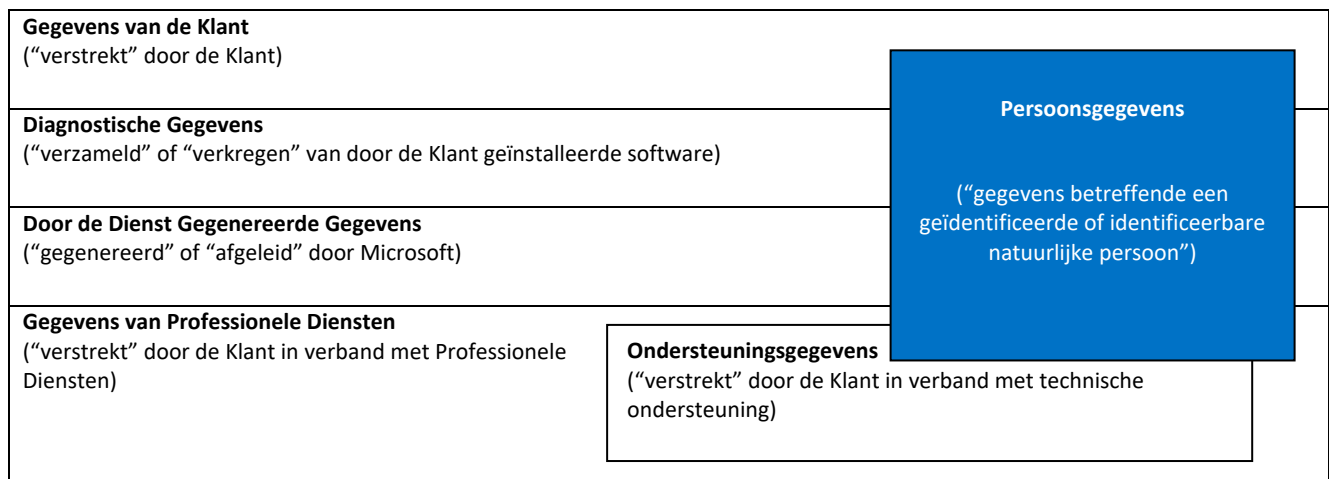 Gegevens van de Klant
(“verstrekt” door de Klant)
Diagnostische Gegevens
(“verzameld” of “verkregen” van door de Klant geïnstalleerde software)
Door de Dienst Gegenereerde Gegevens
(“gegenereerd” of “afgeleid” door Microsoft)
Gegevens van Professionele Diensten
(“verstrekt” door de Klant in verband met Professionele
Diensten)
Ondersteuningsgegevens
(“verstrekt” door de Klant in verband met technische
ondersteuning)
Persoonsgegevens
(“gegevens betreffende een
geïdentificeerde of identificeerbare
natuurlijke persoon”)